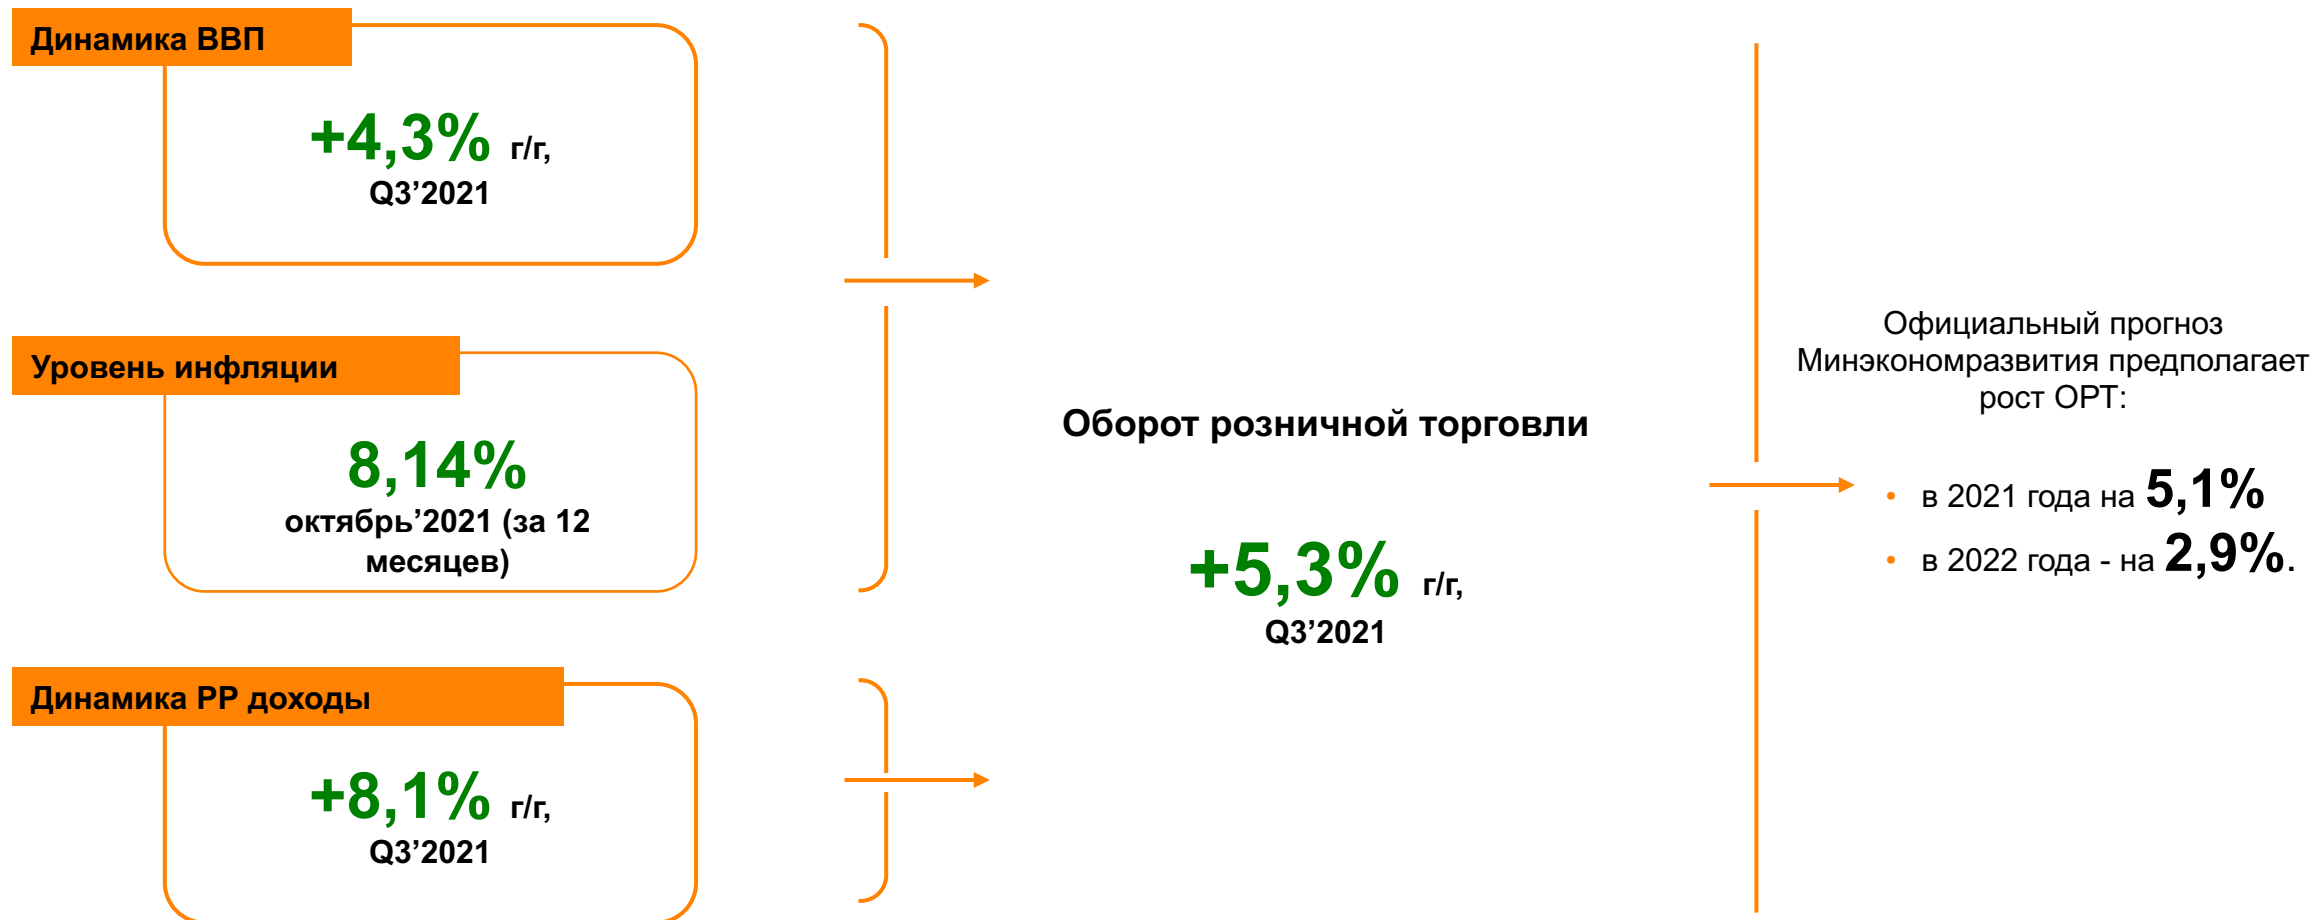 Динамика ВВП
+4,3% г/г,
Q3’2021
Уровень инфляции
8,14%
октябрь’2021 (за 12
месяцев)
Динамика РР доходы
+8,1% г/г,
Q3’2021
Оборот розничной торговли
+5,3% г/г,
Q3’2021
Официальный прогноз
Минэкономразвития предполагает
рост ОРТ:
• в 2021 года на 5,1%
• в 2022 года - на 2,9%.